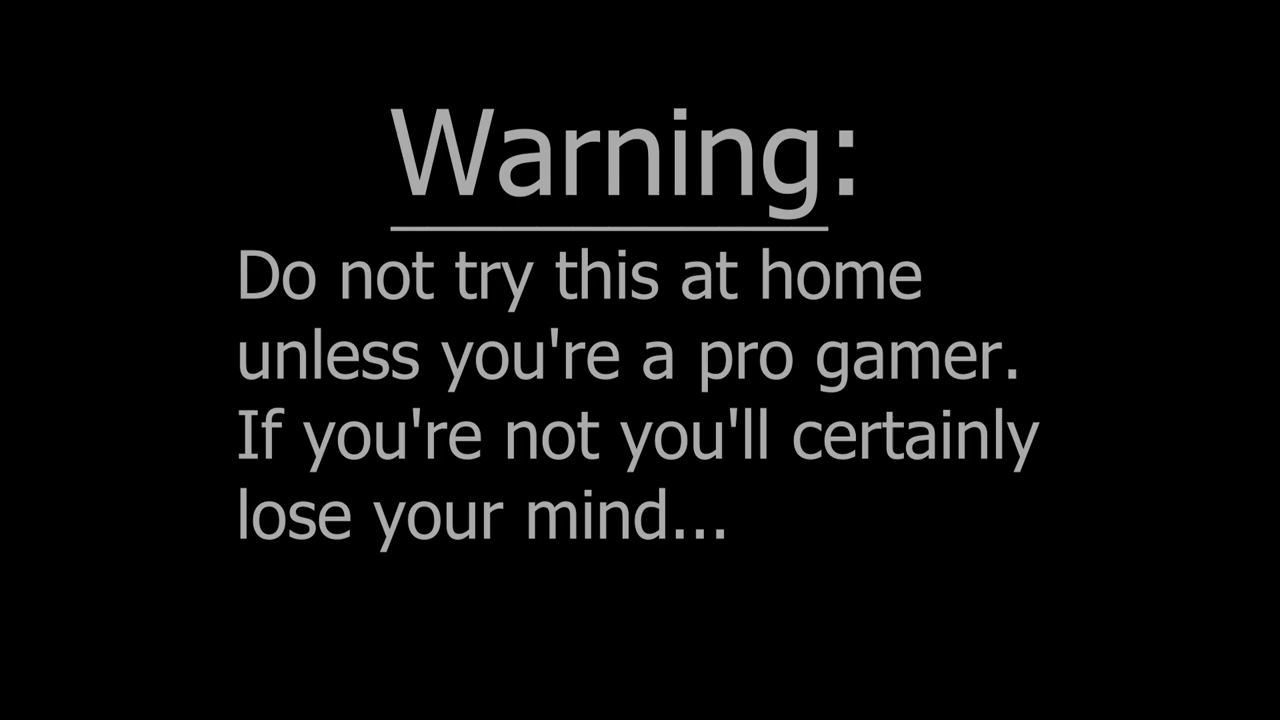 Warning:
Do not try this at home
unless you're a pro gamer.
If you're not you'll certainly
lose your mind...